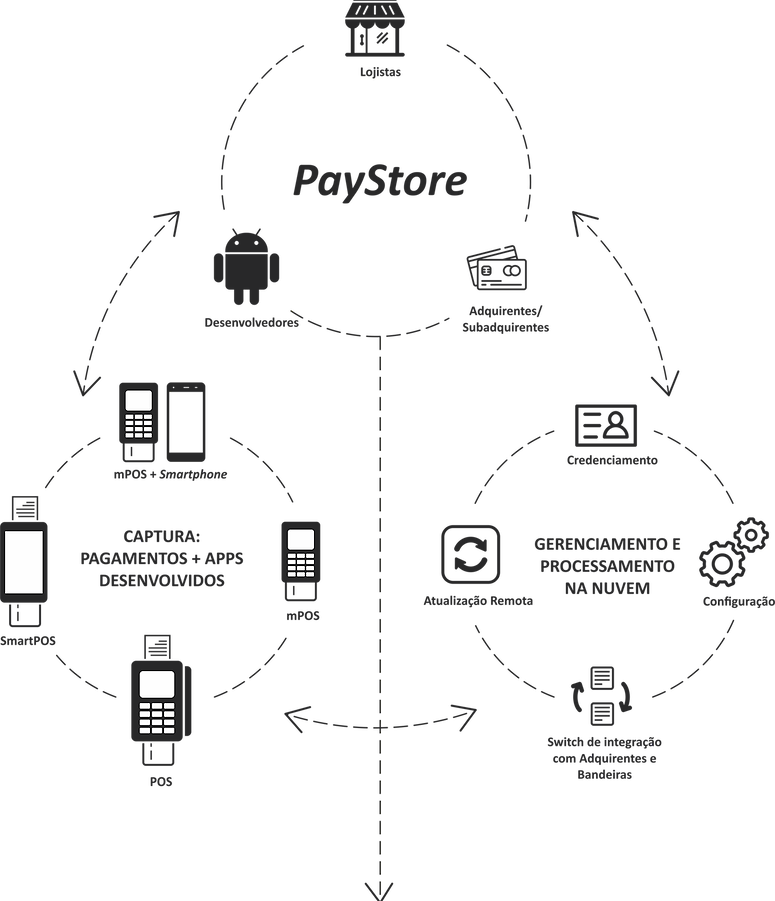 Lojistas
PayStore
Desenvolvedores
Adquirentes/
Subadquirentes
mPOS + Smartphone
CAPTURA:
PAGAMENTOS + APPS
DESENVOLVIDOS
mPOS
SmartPOS
POS
Credenciamento
GERENCIAMENTO E
PROCESSAMENTO
NA NUVEM
Atualização Remota
Configuração
Switch de integração
com Adquirentes e
Bandeiras